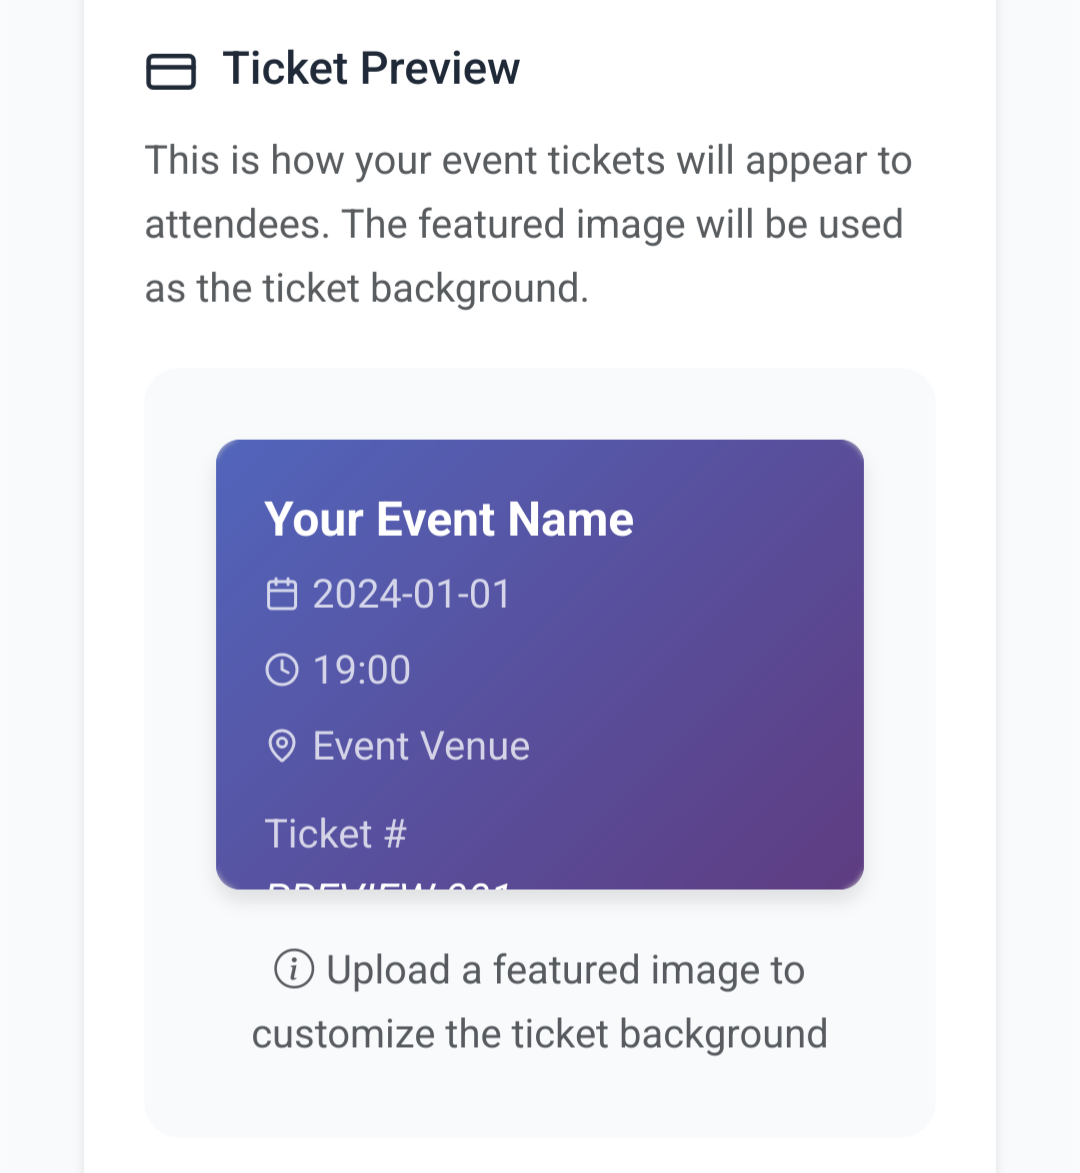 Ticket Preview
This is how your event tickets will appear to
attendees. The featured image will be used
as the ticket background.
Your Event Name
2024-01-01
19:00
Event Venue
Ticket #
Upload a featured image to
customize the ticket background